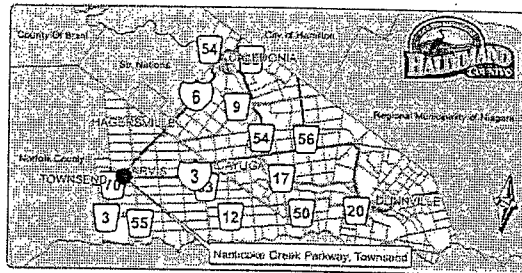 County Of Brant
City of Hamilton
54
Six Nations
CALEDONIA
HALDIMAND
COUNTY
6
9
HAGERSVILLE
Regional Municipality of Niagara
54
56
Norfolk County
JARVIS
3
CAYUGA
TOWNSEND
70
17
DUNNVILLE
3
55
12
50
20
Nanticoke Creek Parkway, Townsend